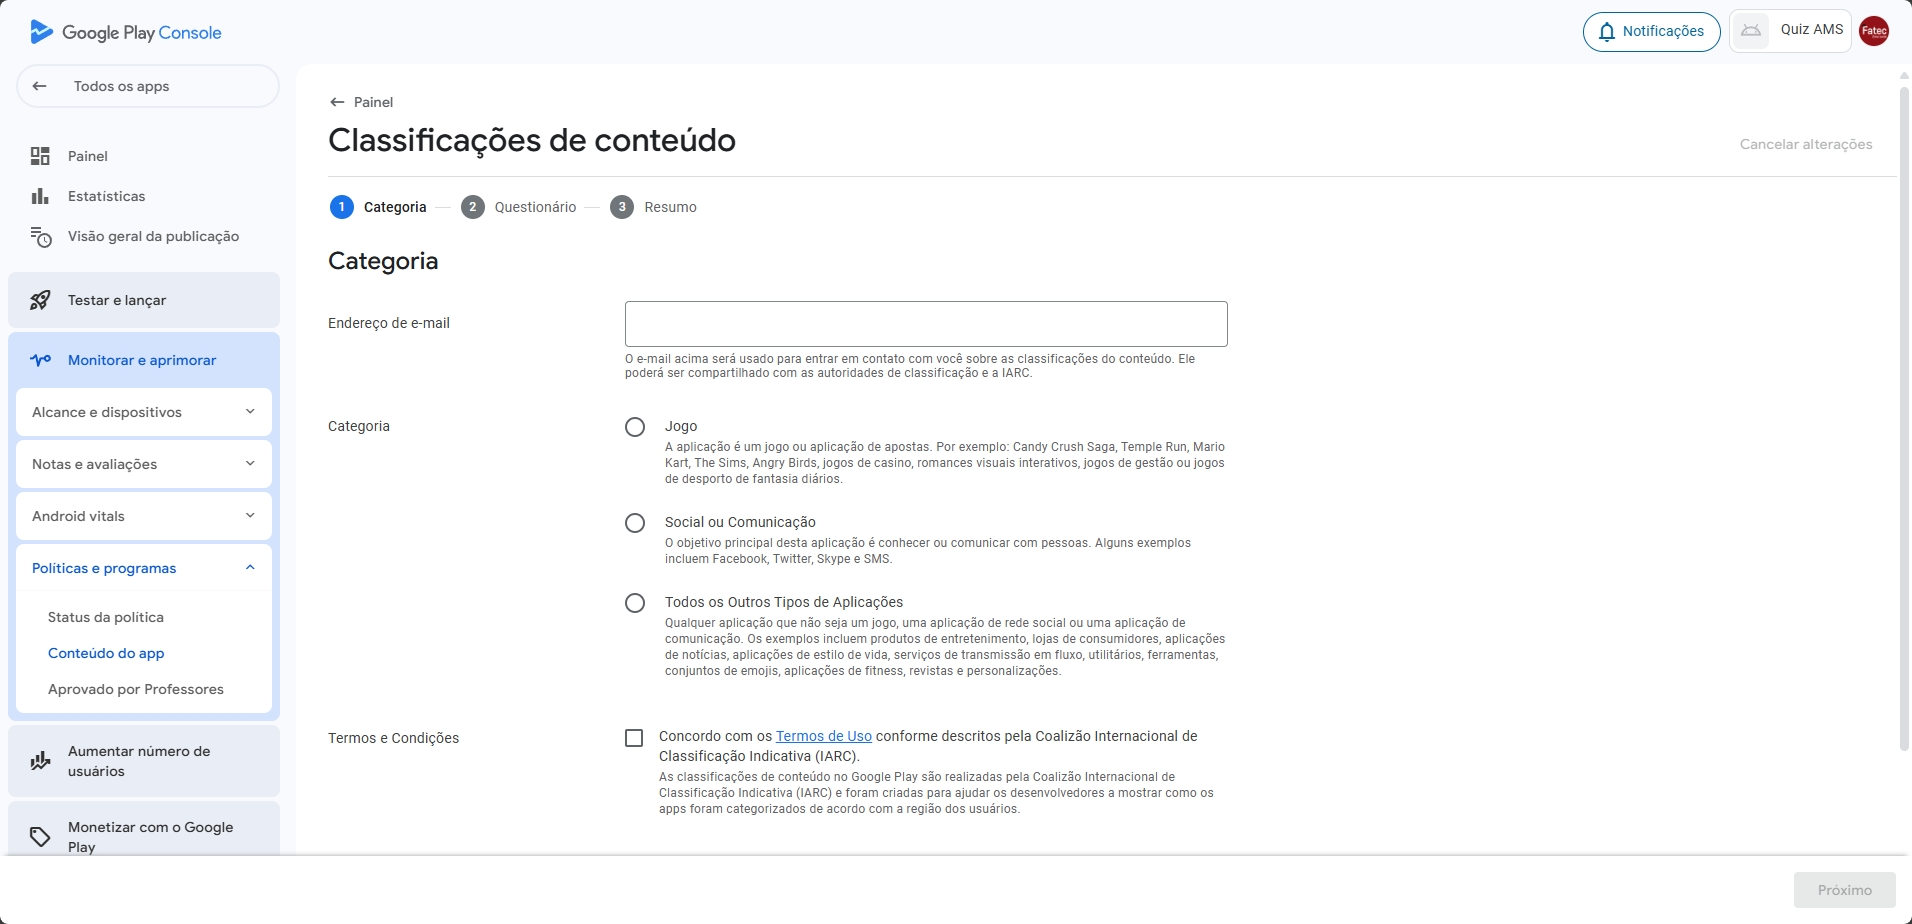 Google Play Console
Notificações
Quiz AMS
Fatec
Todos os apps
Painel
Estatísticas
Visão geral da publicação
Testar e lançar
Monitorar e aprimorar
Alcance e dispositivos
Notas e avaliações
Android vitals
Políticas e programas
Status da política
Conteúdo do app
Aprovado por Professores
Aumentar número de
usuários
Monetizar com o Google
Play
Painel
Classificações de conteúdo
Cancelar alterações
1 Categoria 2 Questionário 3 Resumo
Categoria
Endereço de e-mail
O e-mail acima será usado para entrar em contato com você sobre as classificações do conteúdo. Ele
poderá ser compartilhado com as autoridades de classificação e a IARC.
Categoria
Jogo
A aplicação é um jogo ou aplicação de apostas. Por exemplo: Candy Crush Saga, Temple Run, Mario
Kart, The Sims, Angry Birds, jogos de casino, romances visuais interativos, jogos de gestão ou jogos
de desporto de fantasia diários.
Social ou Comunicação
O objetivo principal desta aplicação é conhecer ou comunicar com pessoas. Alguns exemplos
incluem Facebook, Twitter, Skype e SMS.
Todos os Outros Tipos de Aplicações
Qualquer aplicação que não seja um jogo, uma aplicação de rede social ou uma aplicação de
comunicação. Os exemplos incluem produtos de entretenimento, lojas de consumidores, aplicações
de notícias, aplicações de estilo de vida, serviços de transmissão em fluxo, utilitários, ferramentas,
conjuntos de emojis, aplicações de fitness, revistas e personalizações.
Termos e Condições
Concordo com os Termos de Uso conforme descritos pela Coalizão Internacional de
Classificação Indicativa (IARC).
As classificações de conteúdo no Google Play são realizadas pela Coalizão Internacional de
Classificação Indicativa (IARC) e foram criadas para ajudar os desenvolvedores a mostrar como os
apps foram categorizados de acordo com a região dos usuários.
Próximo